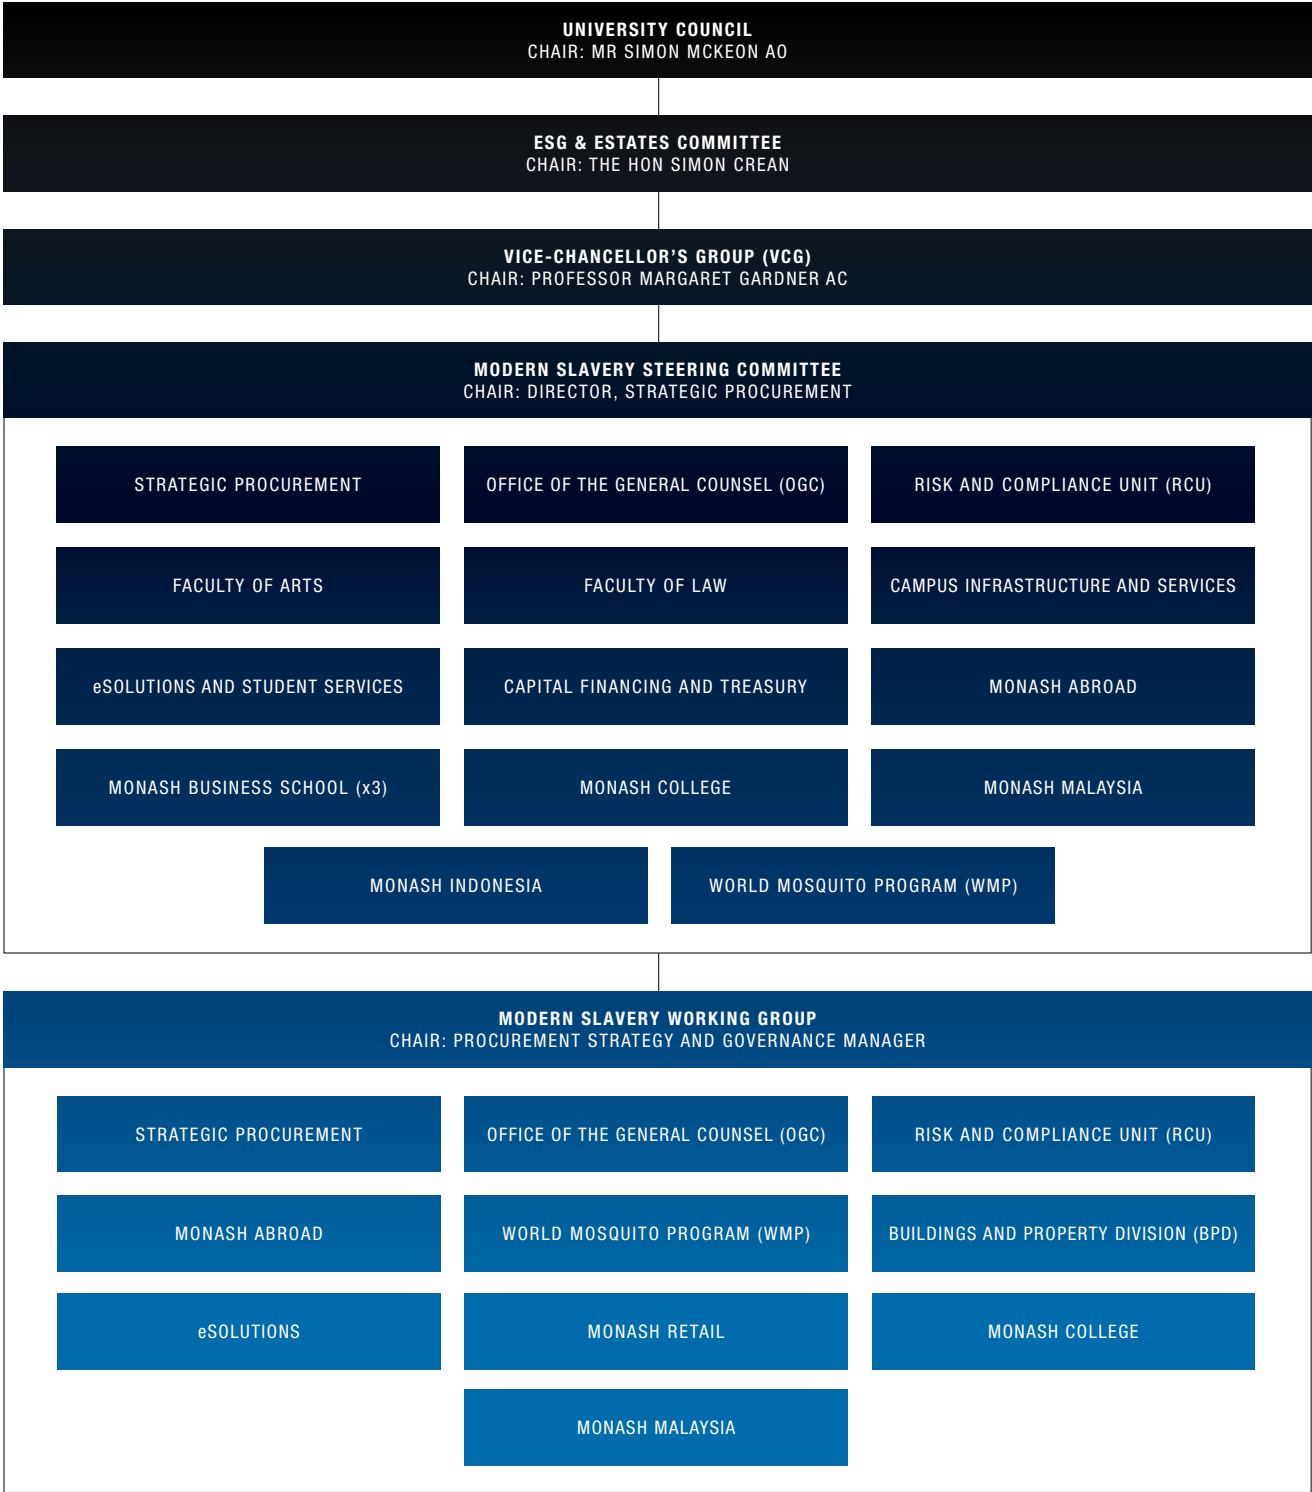 UNIVERSITY COUNCIL
CHAIR: MR SIMON MCKEON AO
ESG & ESTATES COMMITTEE
CHAIR: THE HON SIMON CREAN
VICE-CHANCELLOR'S GROUP (VCG)
CHAIR: PROFESSOR MARGARET GARDNER AC
MODERN SLAVERY STEERING COMMITTEE
CHAIR: DIRECTOR, STRATEGIC PROCUREMENT
STRATEGIC PROCUREMENT
OFFICE OF THE GENERAL COUNSEL (OGC)
RISK AND COMPLIANCE UNIT (RCU)
FACULTY OF ARTS
FACULTY OF LAW
CAMPUS INFRASTRUCTURE AND SERVICES
eSOLUTIONS AND STUDENT SERVICES
CAPITAL FINANCING AND TREASURY
MONASH ABROAD
MONASH BUSINESS SCHOOL (x3)
MONASH COLLEGE
MONASH MALAYSIA
MONASH INDONESIA
WORLD MOSQUITO PROGRAM (WMP)
MODERN SLAVERY WORKING GROUP
CHAIR: PROCUREMENT STRATEGY AND GOVERNANCE MANAGER
STRATEGIC PROCUREMENT
OFFICE OF THE GENERAL COUNSEL (OGC)
RISK AND COMPLIANCE UNIT (RCU)
MONASH ABROAD
WORLD MOSQUITO PROGRAM (WMP)
BUILDINGS AND PROPERTY DIVISION (BPD)
eSOLUTIONS
MONASH RETAIL
MONASH COLLEGE
MONASH MALAYSIA